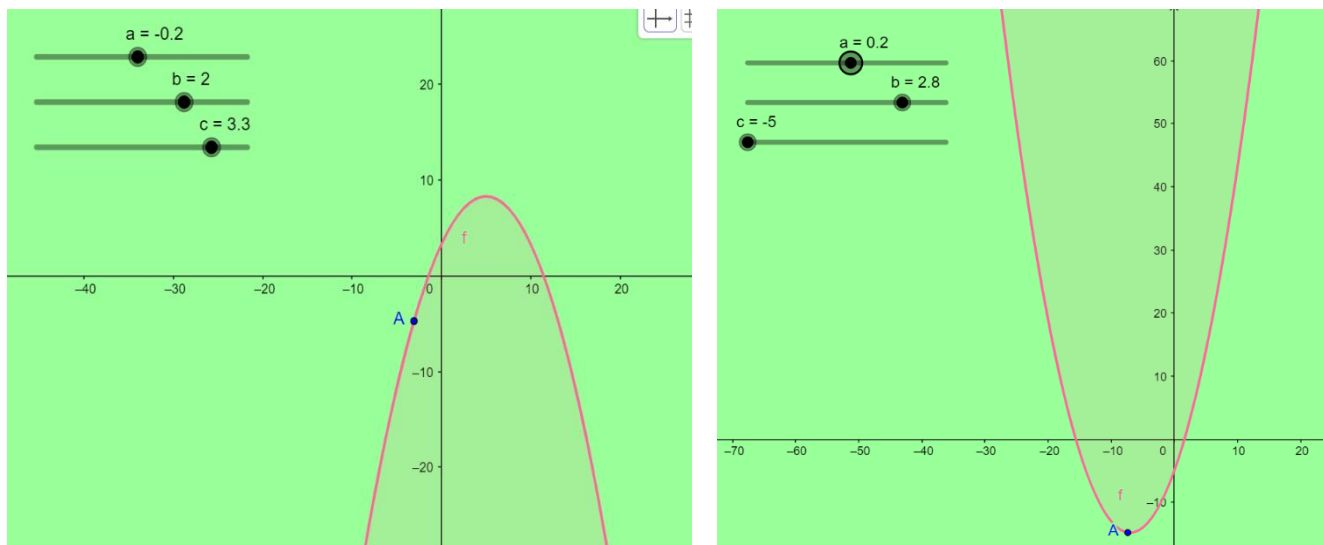 a = -0.2
b = 2
c = 3.3
20
10
f
–40 –30 –20 –10 0 10 20
A
–10
–20
a = 0.2
b = 2.8
c = -5
60
50
40
30
20
10
–70 –60 –50 –40 –30 –20 –10 0 10 20
f
–10
A